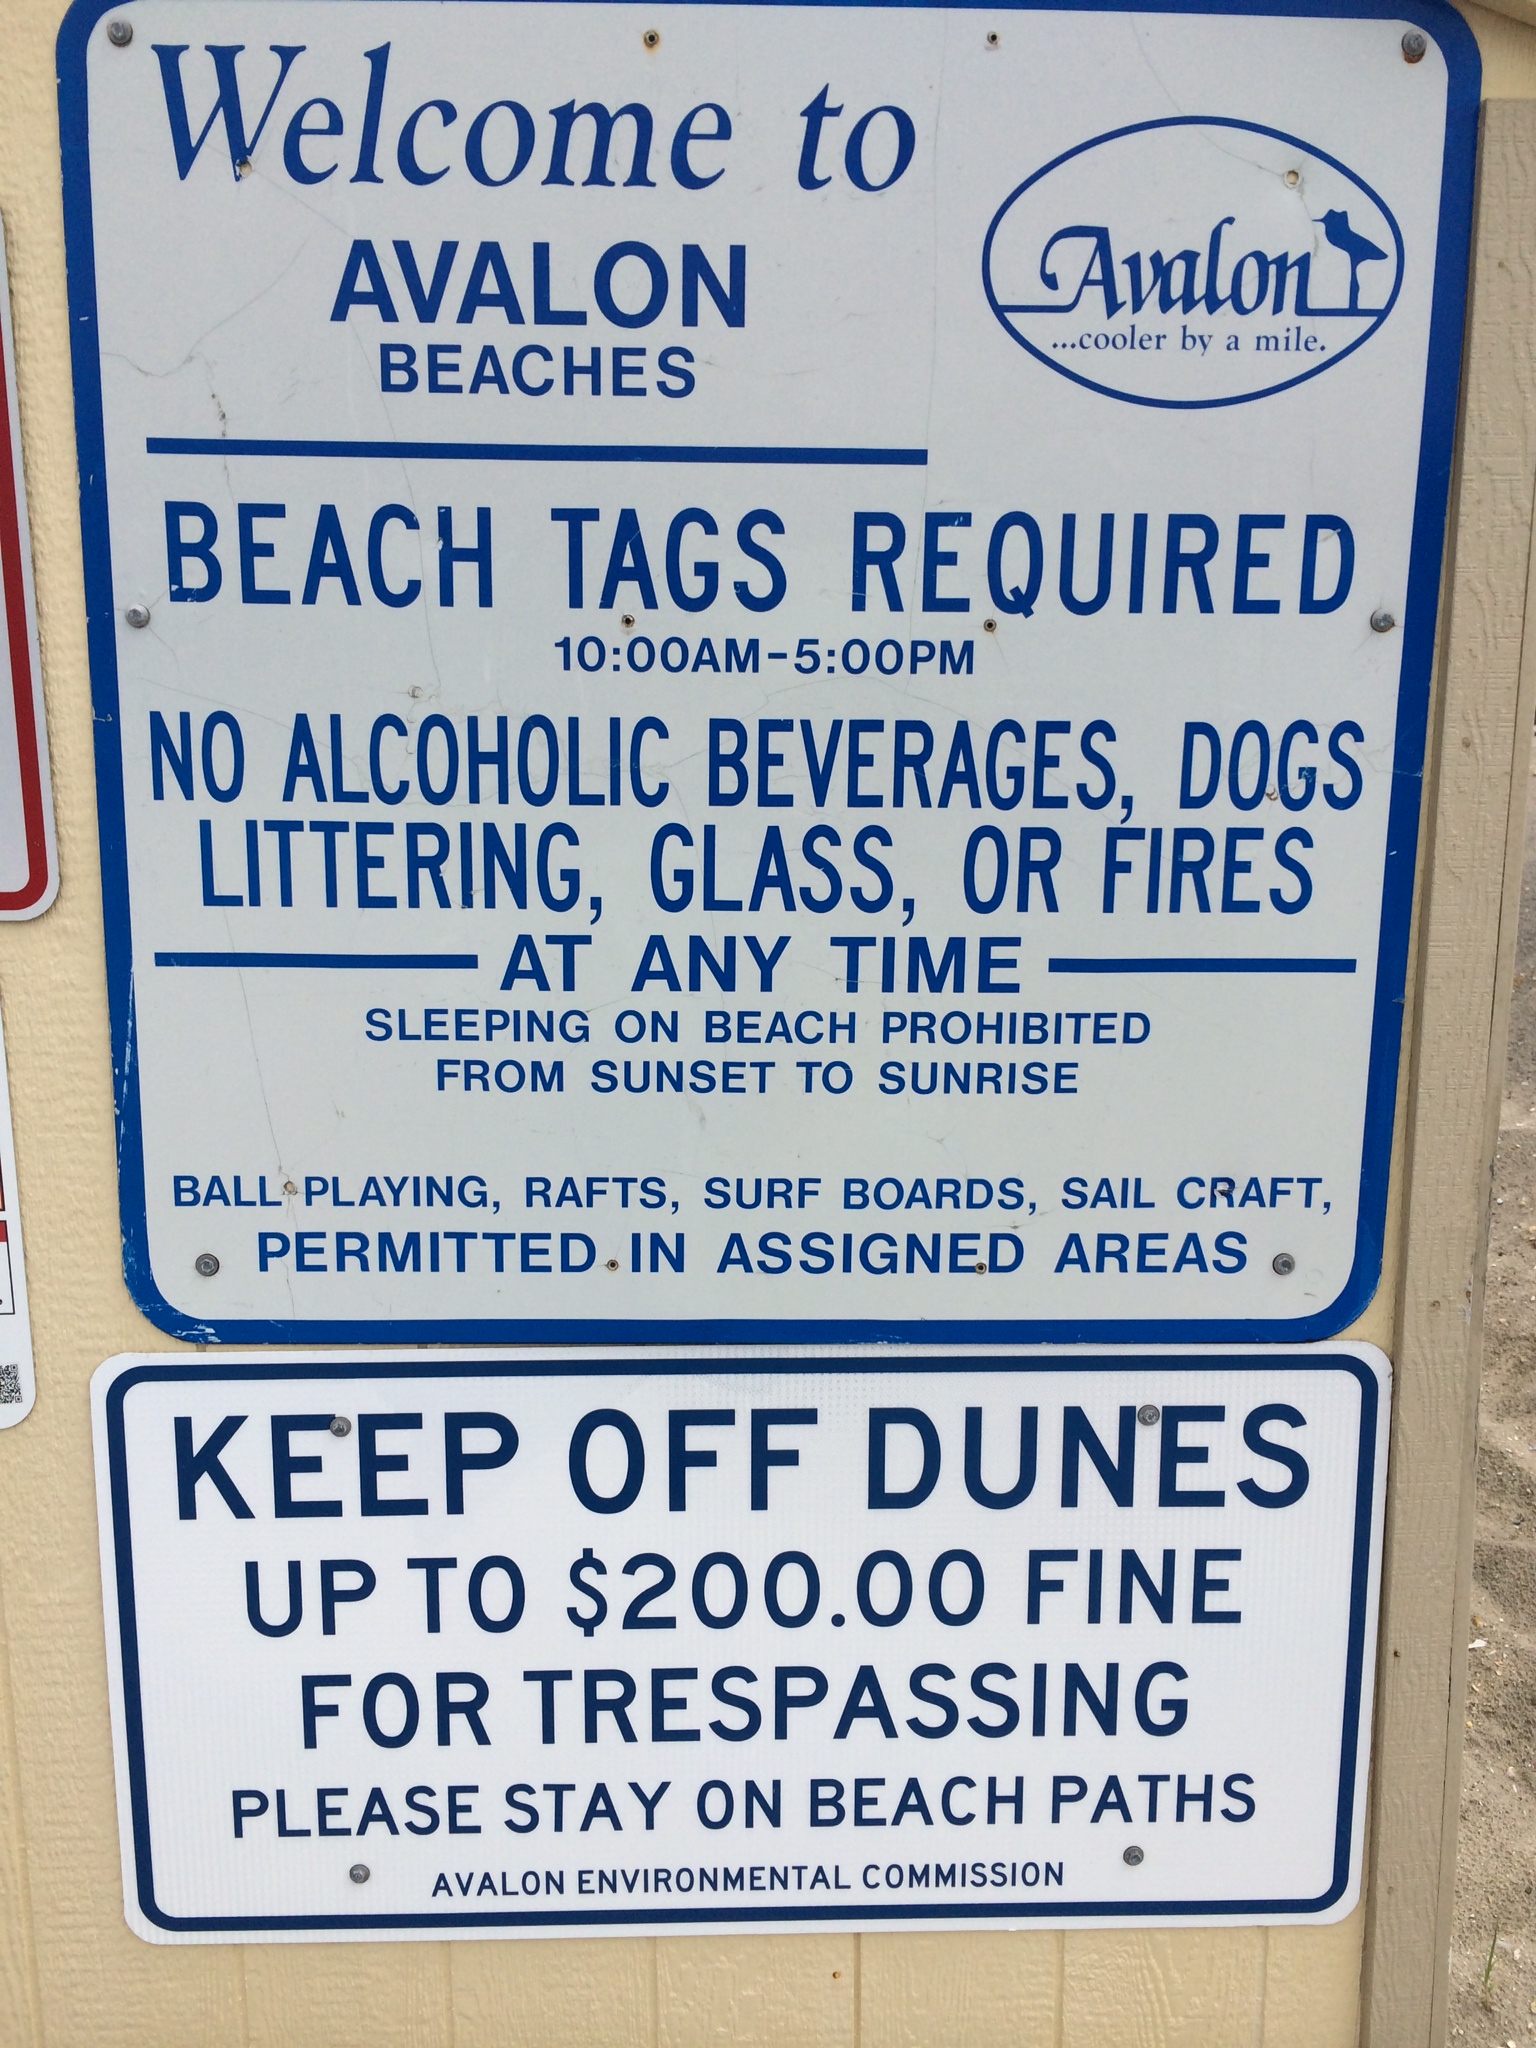 Welcome to
AVALON
BEACHES
Avalon
...cooler by a mile.
BEACH TAGS REQUIRED
10:00AM-5:00PM
NO ALCOHOLIC BEVERAGES, DOGS
LITTERING, GLASS, OR FIRES
AT ANY TIME
SLEEPING ON BEACH PROHIBITED
FROM SUNSET TO SUNRISE
BALL PLAYING, RAFTS, SURF BOARDS, SAIL CRAFT,
PERMITTED IN ASSIGNED AREAS
KEEP OFF DUNES
UP TO $200.00 FINE
FOR TRESPASSING
PLEASE STAY ON BEACH PATHS
AVALON ENVIRONMENTAL COMMISSION